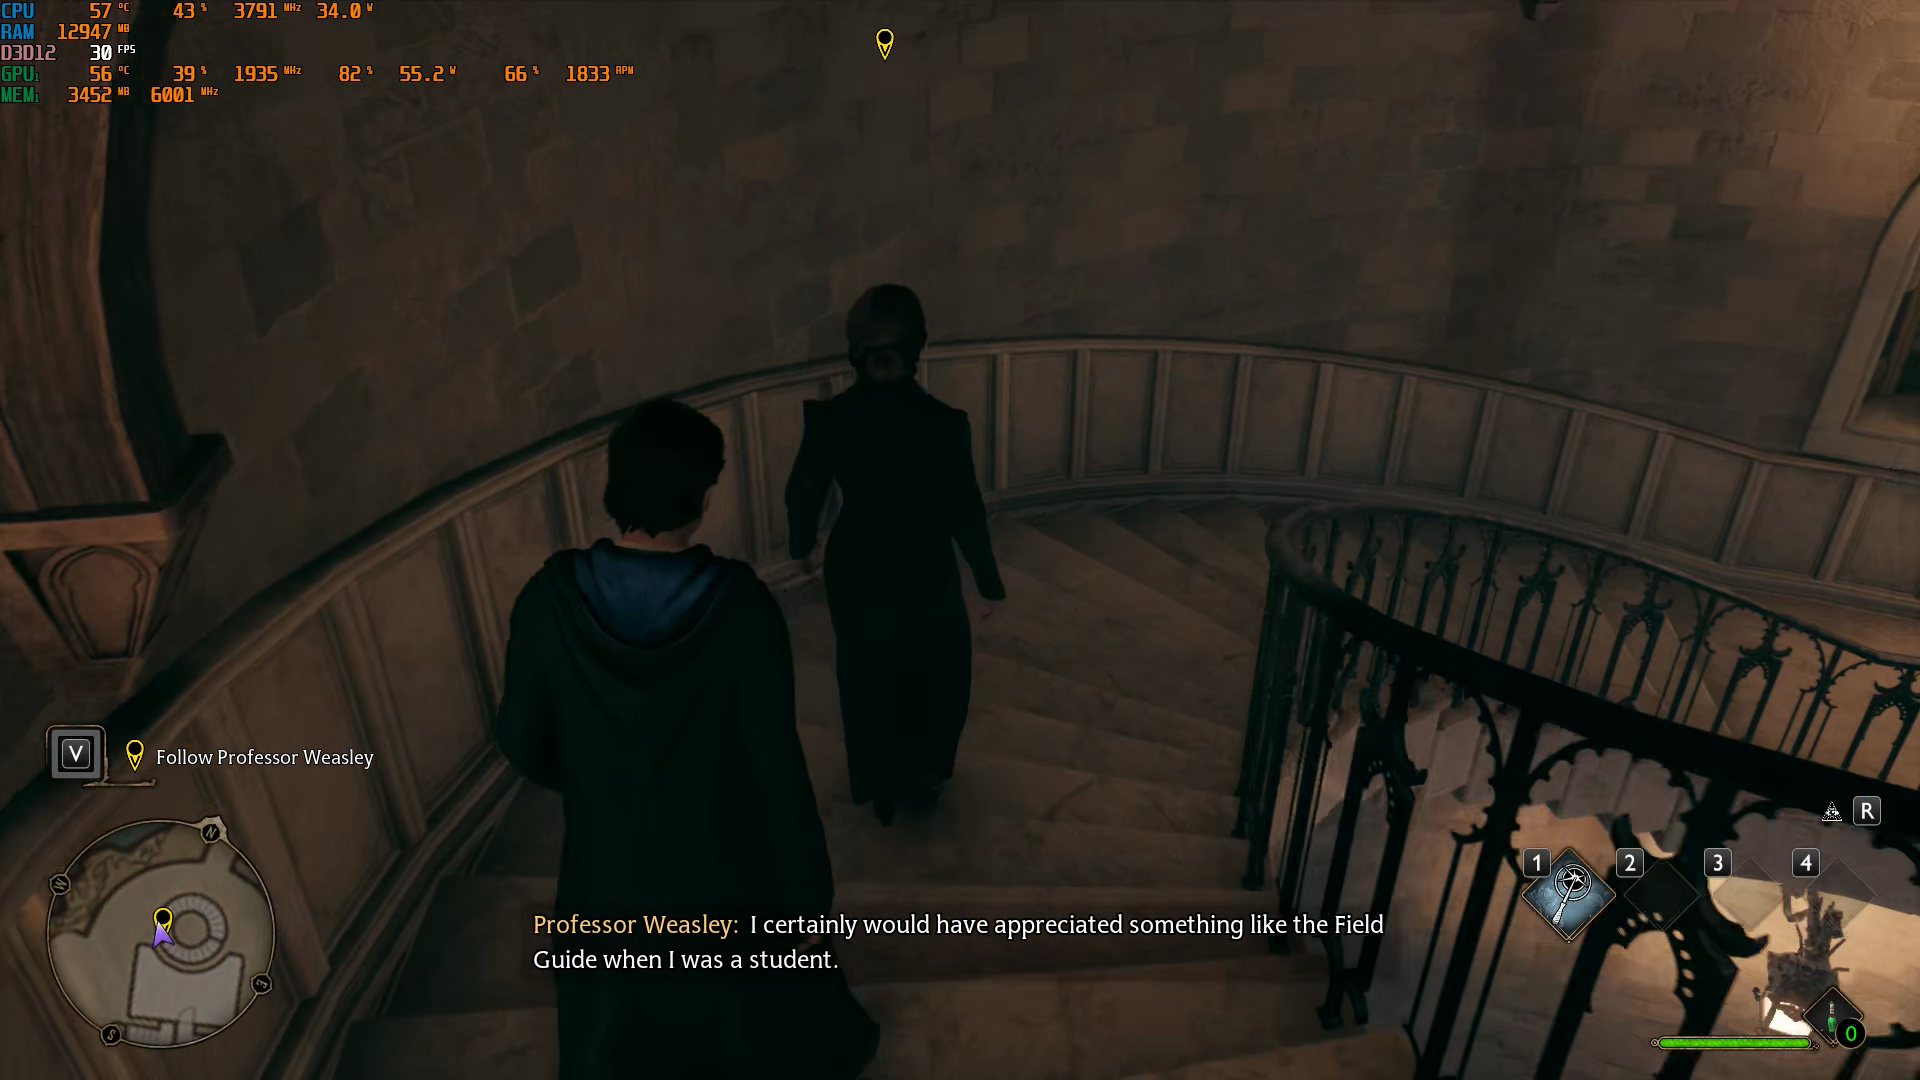 CPU 57 °C 43 % 3791 MHz 34.0 W
RAM 12947 MB
D3D12 30 FPS
GPU1 56 °C 39 % 1935 MHz 82 % 55.2 W 66 % 1833 RPM
MEM1 3452 MB 6001 MHz
V Follow Professor Weasley
R
1 2 3 4
N
W
E
S
Professor Weasley: I certainly would have appreciated something like the Field
Guide when I was a student.
0